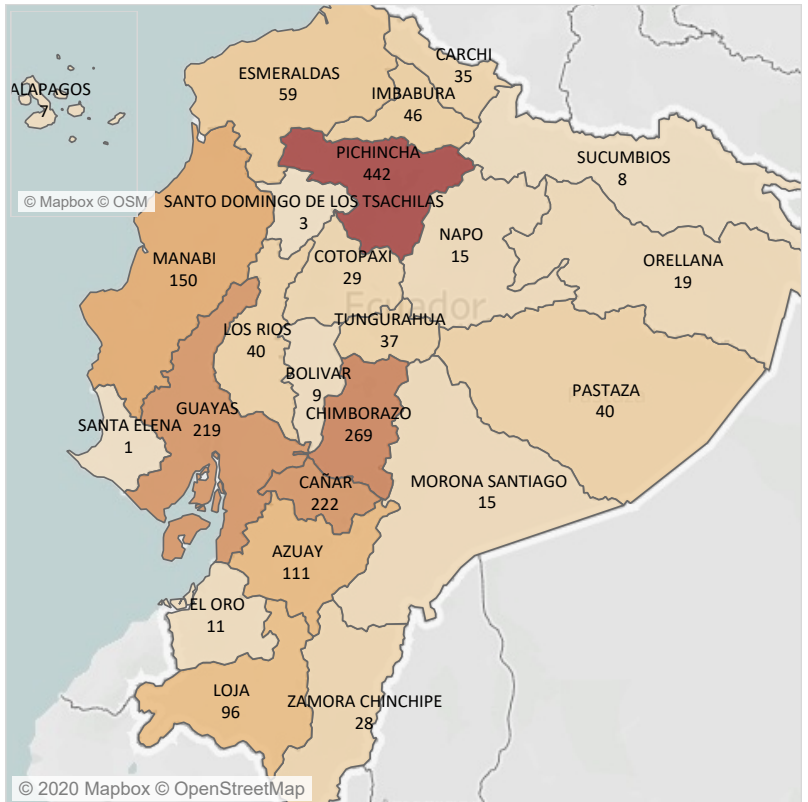 CARCHI
35
ESMERALDAS
59
IMBABURA
46
ALAPAGOS
7
PICHINCHA
442
SUCUMBIOS
8
© Mapbox © OSM
SANTO DOMINGO DE LOS TSACHILAS
3
NAPO
15
MANABI
150
COTOPAXI
29
ORELLANA
19
Ecuador
TUNGURAHUA
37
LOS RIOS
40
BOLIVAR
9
PASTAZA
40
GUAYAS
219
CHIMBORAZO
269
SANTA ELENA
1
CAÑAR
222
MORONA SANTIAGO
15
AZUAY
111
EL ORO
11
LOJA
96
ZAMORA CHINCHIPE
28
© 2020 Mapbox © OpenStreetMap